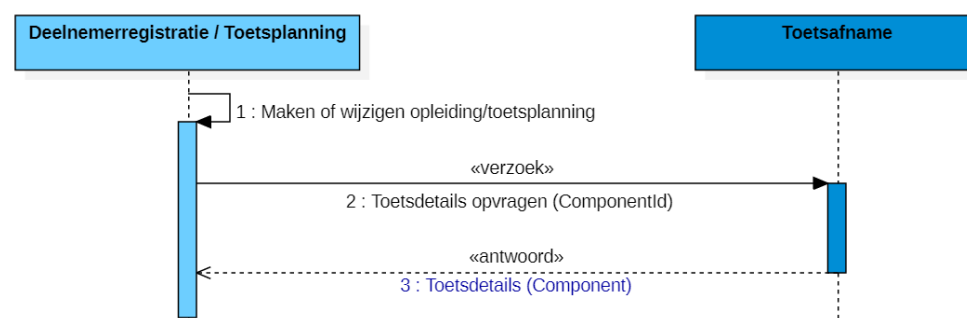 Deelnemerregistratie / Toetsplanning
Toetsafname
1 : Maken of wijzigen opleiding/toetsplanning
«verzoek»
2 : Toetsdetails opvragen (ComponentId)
«antwoord»
3 : Toetsdetails (Component)